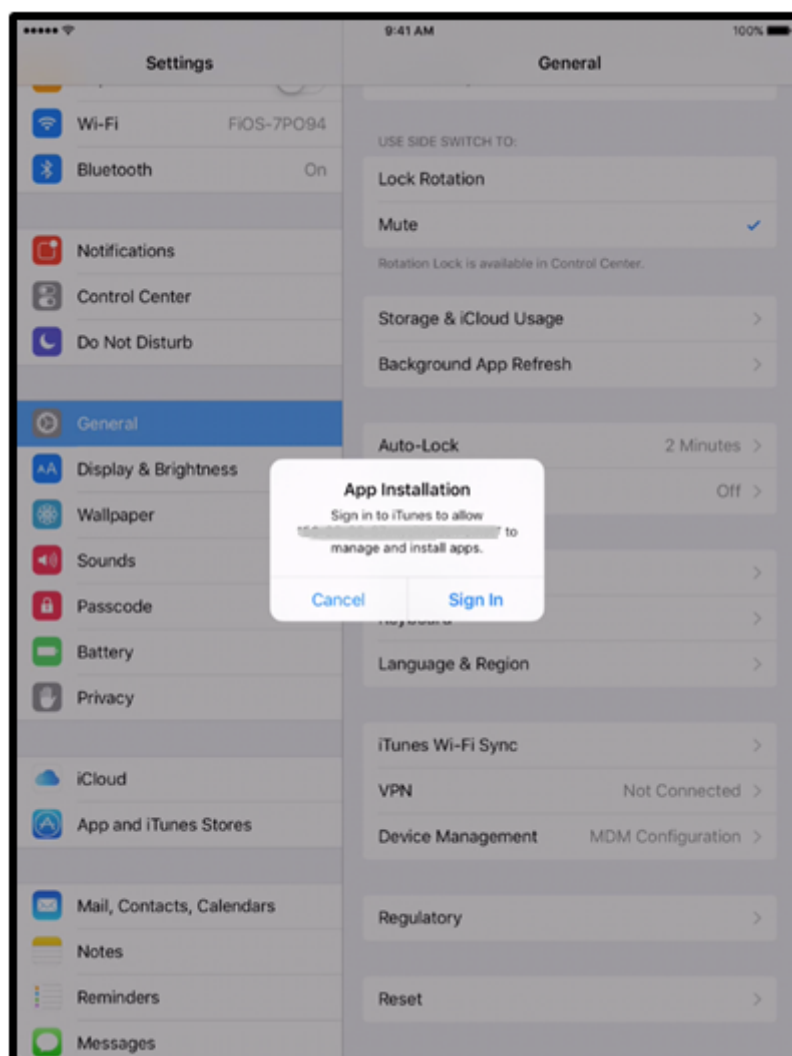 9:41 AM
100%
Settings
General
Wi-Fi
FiOS-7PO94
Bluetooth
On
Notifications
Control Center
Do Not Disturb
General
Display & Brightness
Wallpaper
Sounds
Passcode
Battery
Privacy
iCloud
App and iTunes Stores
Mail, Contacts, Calendars
Notes
Reminders
Messages
USE SIDE SWITCH TO:
Lock Rotation
Mute
Rotation Lock is available in Control Center.
Storage & iCloud Usage
Background App Refresh
Auto-Lock
2 Minutes
Off
Language & Region
iTunes Wi-Fi Sync
VPN
Not Connected
Device Management
MDM Configuration
Regulatory
Reset
App Installation
Sign in to iTunes to allow
" to
manage and install apps.
Cancel
Sign In